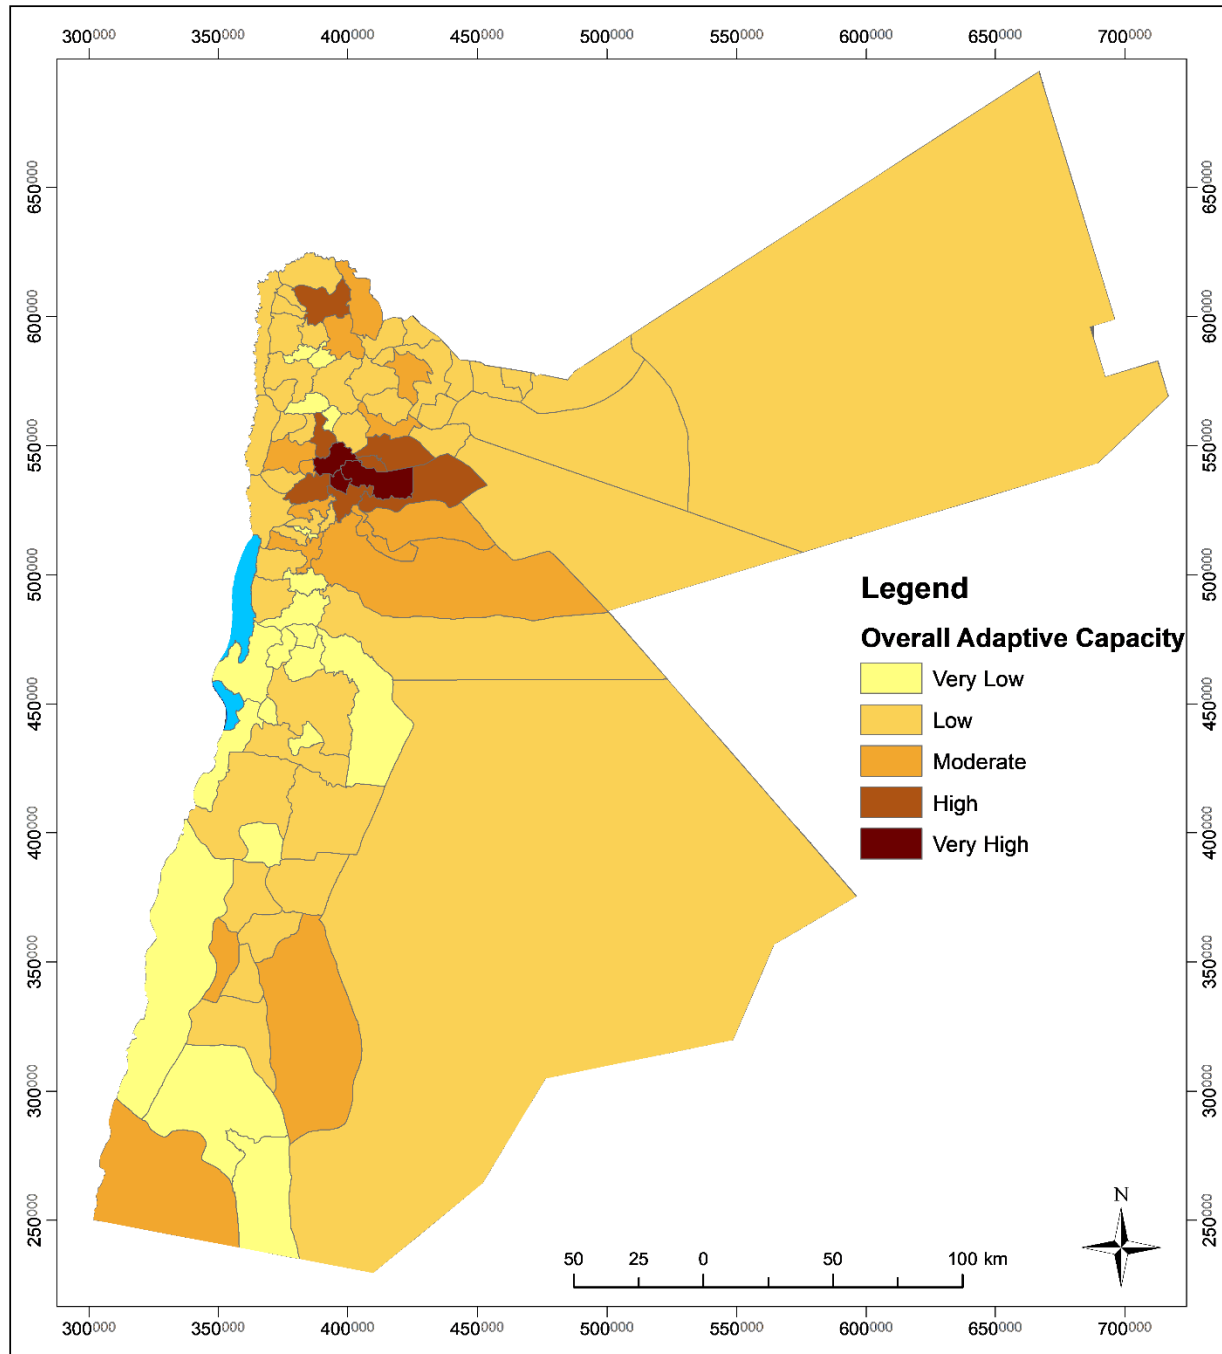 300000 350000 400000 450000 500000 550000 600000 650000 700000
650000 650000
600000 600000
550000 550000
500000 500000
Legend
Overall Adaptive Capacity
Very Low
450000 450000
Low
Moderate
High
400000 400000
Very High
350000 350000
300000 300000
N
250000 250000
50 25 0 50 100 km
300000 350000 400000 450000 500000 550000 600000 650000 700000